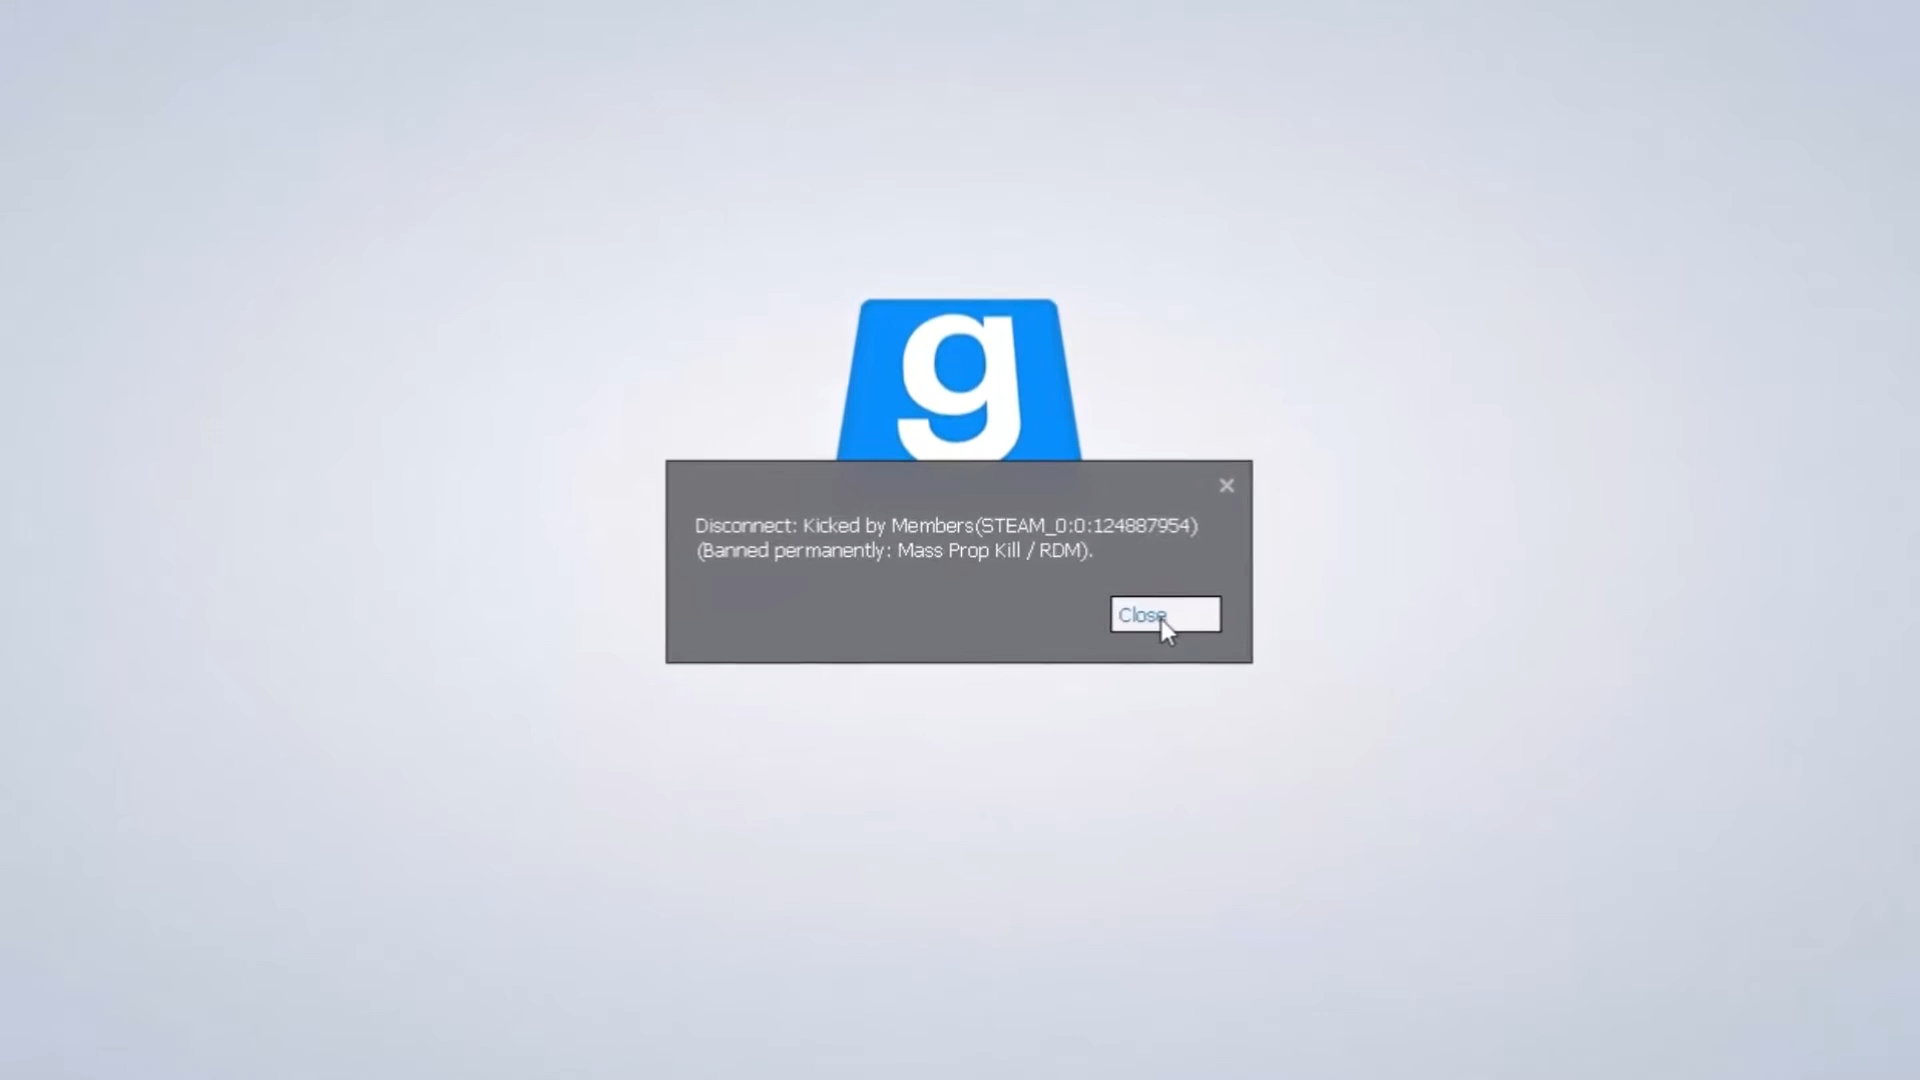 g
Disconnect: Kicked by Members(STEAM_0:0:124887954)
(Banned permanently: Mass Prop Kill / RDM).
Close